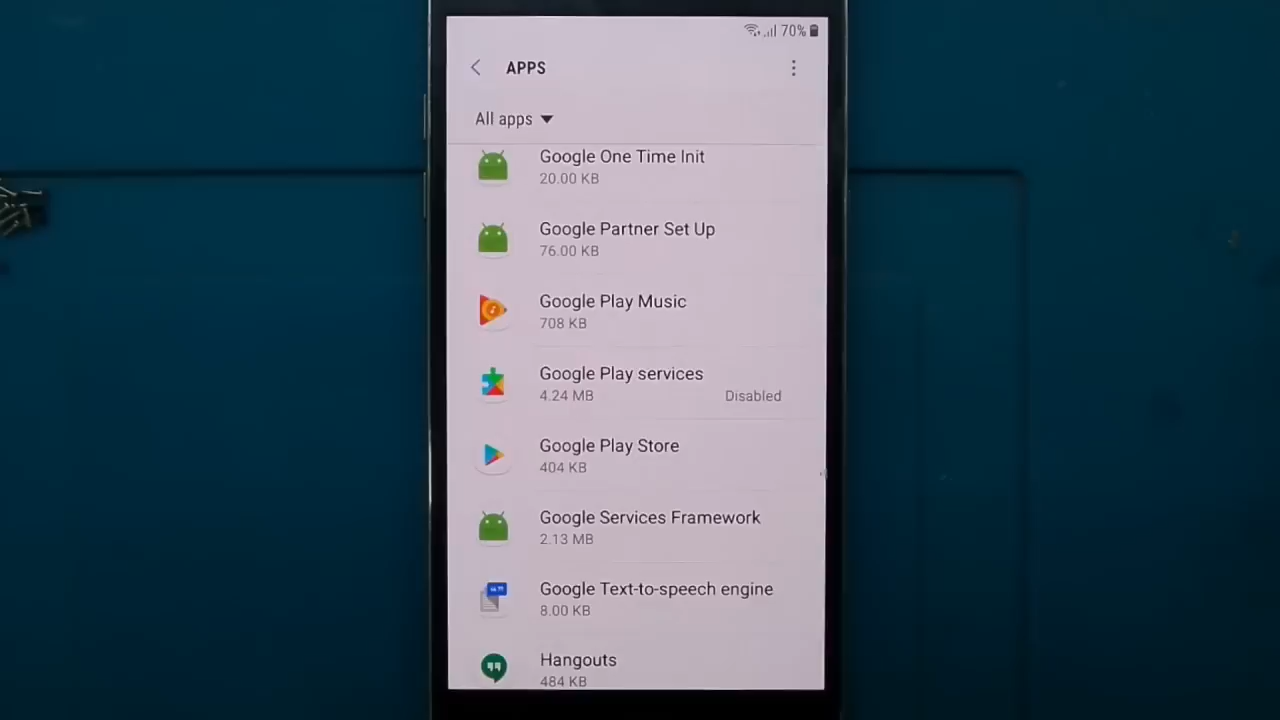 70%
APPS
All apps
Google One Time Init
20.00 KB
Google Partner Set Up
76.00 KB
Google Play Music
708 KB
Google Play services
4.24 MB
Disabled
Google Play Store
404 KB
Google Services Framework
2.13 MB
Google Text-to-speech engine
8.00 KB
Hangouts
484 KB